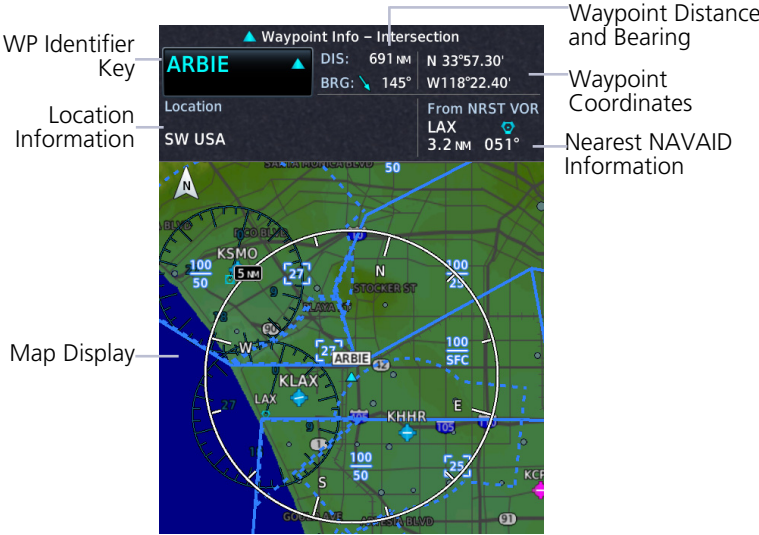 Waypoint Distance
and Bearing
WP Identifier
Key
Waypoint Info – Intersection
ARBIE
DIS: 691 NM
BRG: 145°
N 33°57.30'
W118°22.40'
Waypoint
Coordinates
Location
Information
Location
SW USA
From NRST VOR
LAX
3.2 NM 051°
Nearest NAVAID
Information
50
N
10
KSMO
100
50
5 NM
27
N
100
25
STOCKER ST
90
W
27
ARBIE
42
100
SFC
Map Display
KLAX
LAX
27
E
KHHR
105
100
50
25
S
91